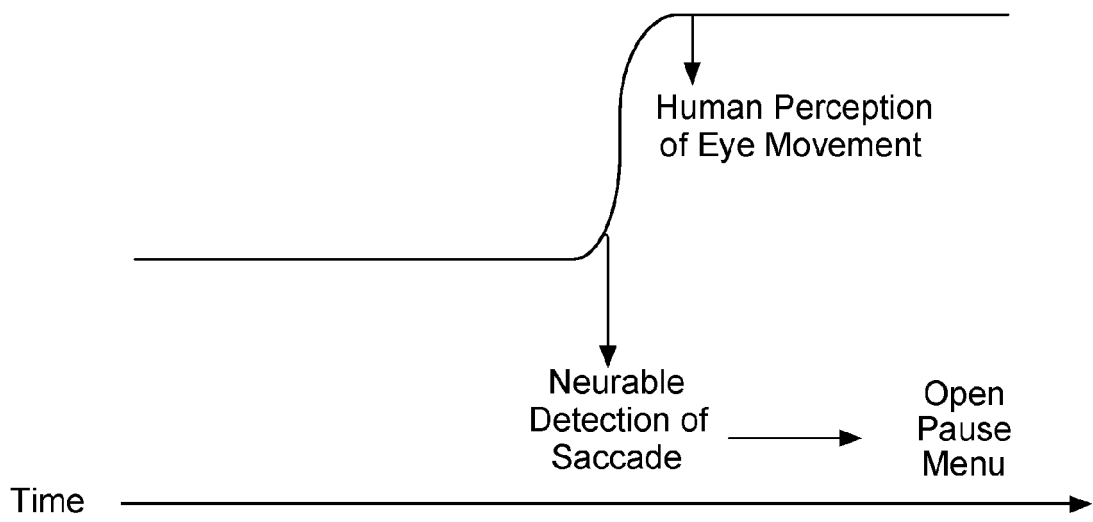 Human Perception
of Eye Movement
Neurable
Detection of
Saccade
Open
Pause
Menu
Time